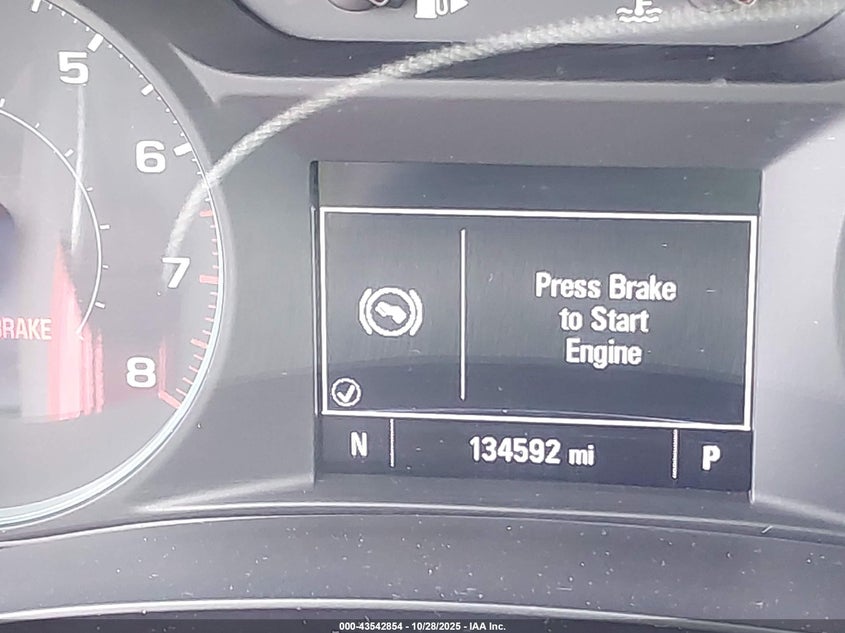 5
6
7
8
BRAKE
Press Brake
to Start
Engine
N 134592 mi P
000-43542854 - 10/28/2025 - IAA Inc.